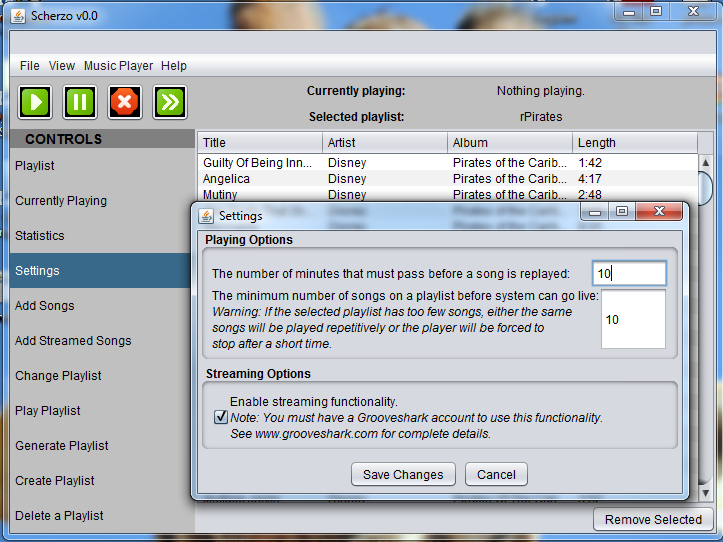 Scherzo v0.0
File View Music Player Help
Currently playing: Nothing playing.
Selected playlist: rPirates
CONTROLS
Playlist
Currently Playing
Statistics
Settings
Add Songs
Add Streamed Songs
Change Playlist
Play Playlist
Generate Playlist
Create Playlist
Delete a Playlist
Title Artist Album Length
Guilty Of Being Inn... Disney Pirates of the Carib... 1:42
Angelica Disney Pirates of the Carib... 4:17
Mutiny Disney Pirates of the Carib... 2:48
Settings
Playing Options
The number of minutes that must pass before a song is replayed: 10
The minimum number of songs on a playlist before system can go live:
Warning: If the selected playlist has too few songs, either the same
songs will be played repetitively or the player will be forced to
stop after a short time.
10
Streaming Options
Enable streaming functionality.
Note: You must have a Grooveshark account to use this functionality.
See www.grooveshark.com for complete details.
Save Changes Cancel
Remove Selected